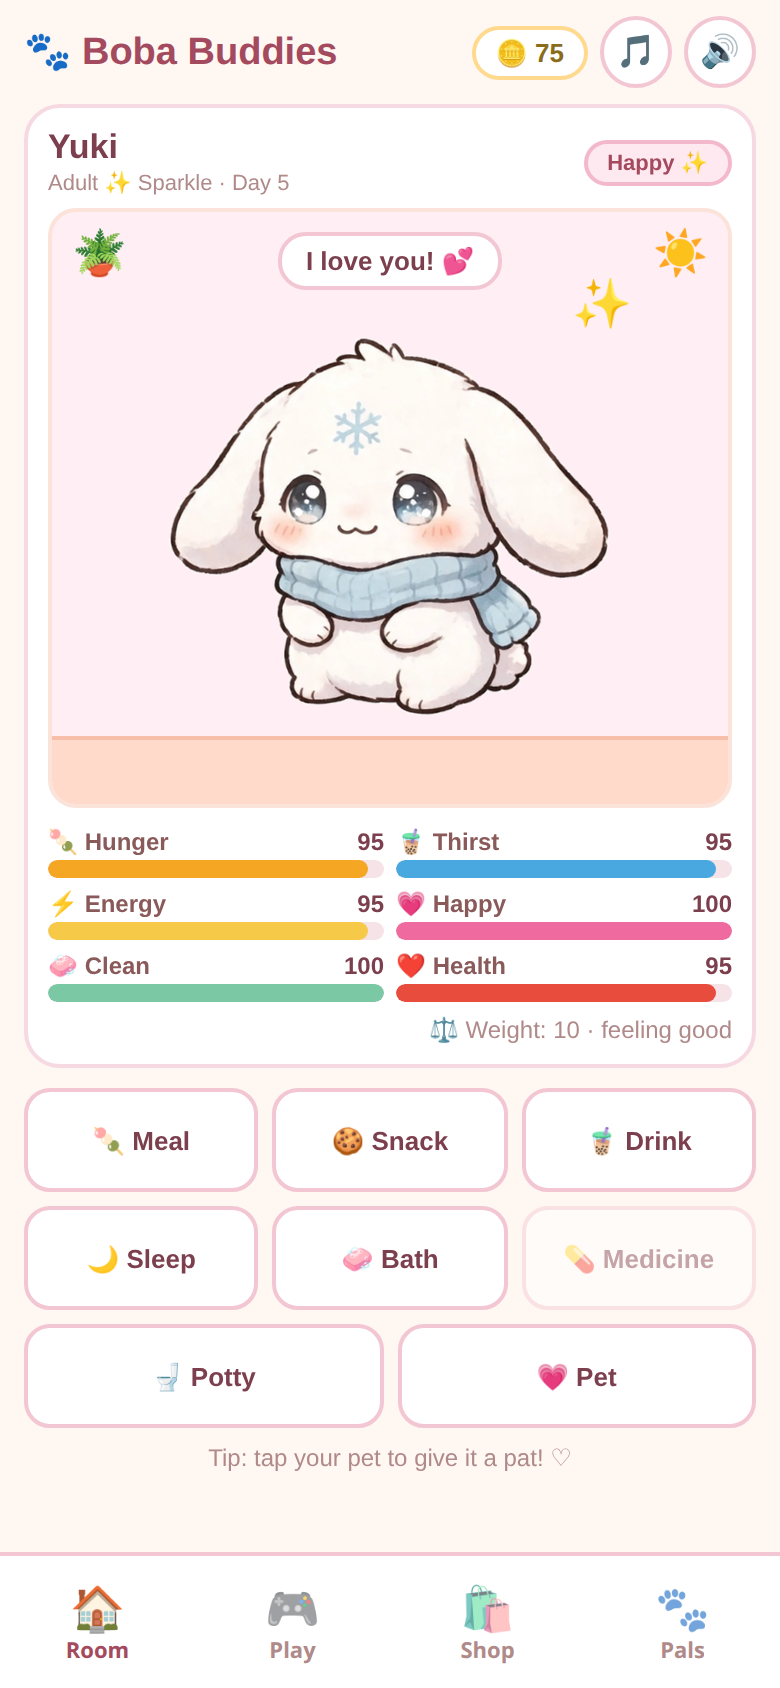 🐾 Boba Buddies
🪙 75
🎵
🔊
Yuki
Adult ✨ Sparkle · Day 5
Happy ✨
I love you! 💕
🍡 Hunger 95
🧋 Thirst 95
⚡ Energy 95
💗 Happy 100
🧼 Clean 100
❤️ Health 95
⚖️ Weight: 10 · feeling good
🍡 Meal
🍪 Snack
🧋 Drink
🌙 Sleep
🧼 Bath
💊 Medicine
🚽 Potty
💗 Pet
Tip: tap your pet to give it a pat! ♡
Room
Play
Shop
Pals